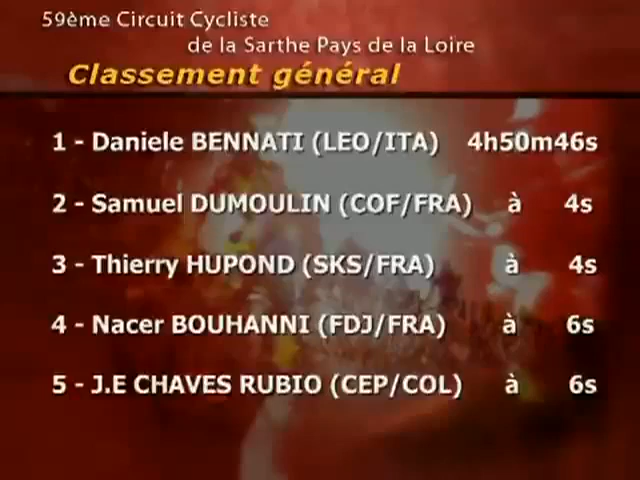 59ème Circuit Cycliste
de la Sarthe Pays de la Loire
Classement général
1 - Daniele BENNATI (LEO/ITA) 4h50m46s
2 - Samuel DUMOULIN (COF/FRA) à 4s
3 - Thierry HUPOND (SKS/FRA) à 4s
4 - Nacer BOUHANNI (FDJ/FRA) à 6s
5 - J.E CHAVES RUBIO (CEP/COL) à 6s